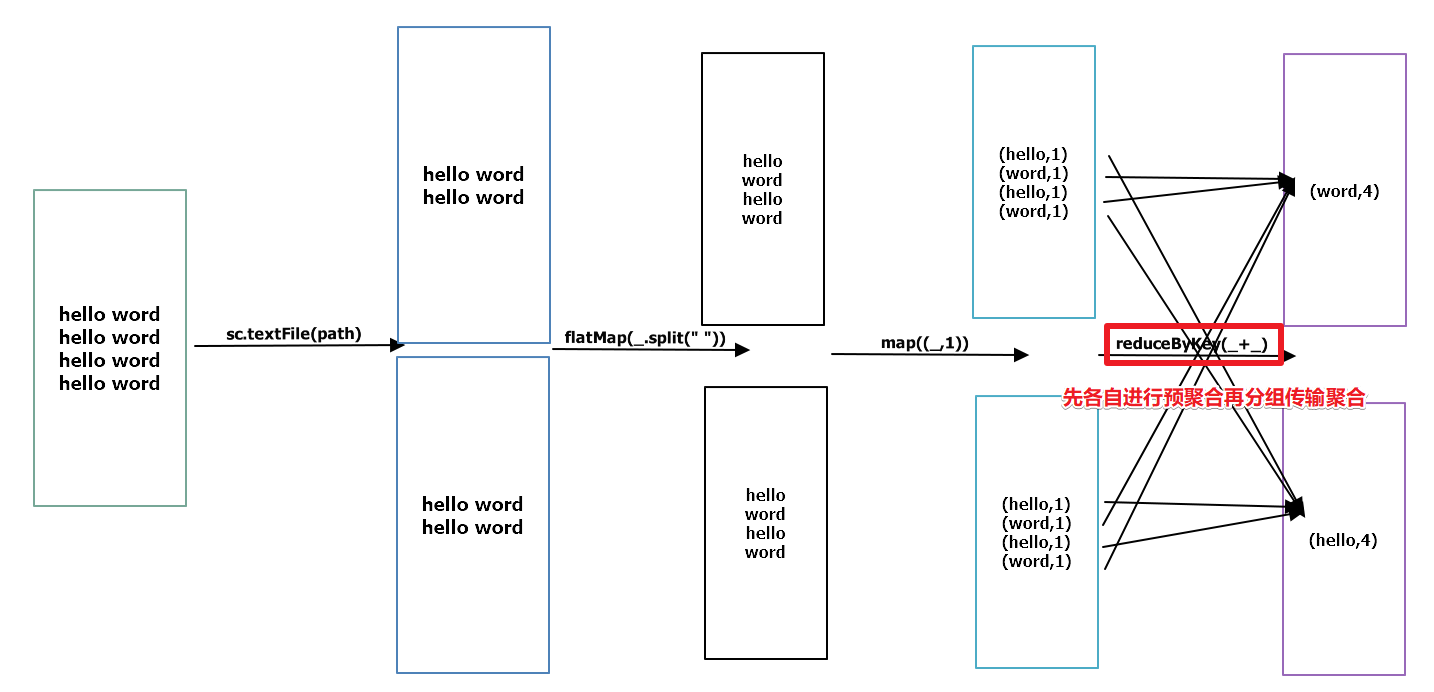 hello word
hello word
hello word
hello word
sc.textFile(path)
hello word
hello word
hello word
hello word
flatMap(_.split(" "))
hello
word
hello
word
hello
word
hello
word
map((_,1))
(hello,1)
(word,1)
(hello,1)
(word,1)
(hello,1)
(word,1)
(hello,1)
(word,1)
reduceByKey(_+_)
先各自进行预聚合再分组传输聚合
(word,4)
(hello,4)